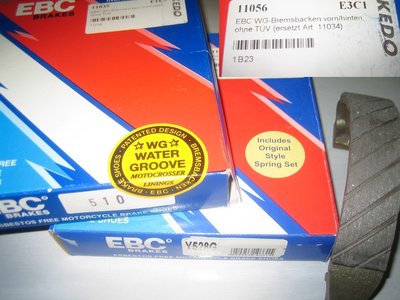 EBC
BRAKES
11056 E3C1
EBC WG-Bremsbacken vorn/hinten,
ohne TÜV (ersetzt Art. 11034)
1B23
KEDO
PATENTED DESIGN
BREMSBACKEN
BRAKE SHOES
WG
WATER
GROOVE
MOTOCROSSER
LININGS
Includes
Original
Style
Spring Set
EBC
BRAKES
510
ASBESTOS FREE MOTORCYCLE BRAKE SHOES
EBC
BRAKES
Y528G